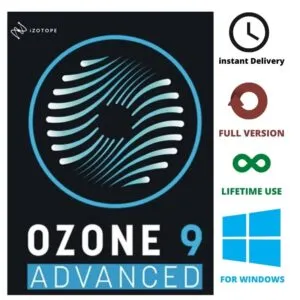 iZOTOPE
OZONE 9
ADVANCED
instant Delivery
FULL VERSION
LIFETIME USE
FOR WINDOWS